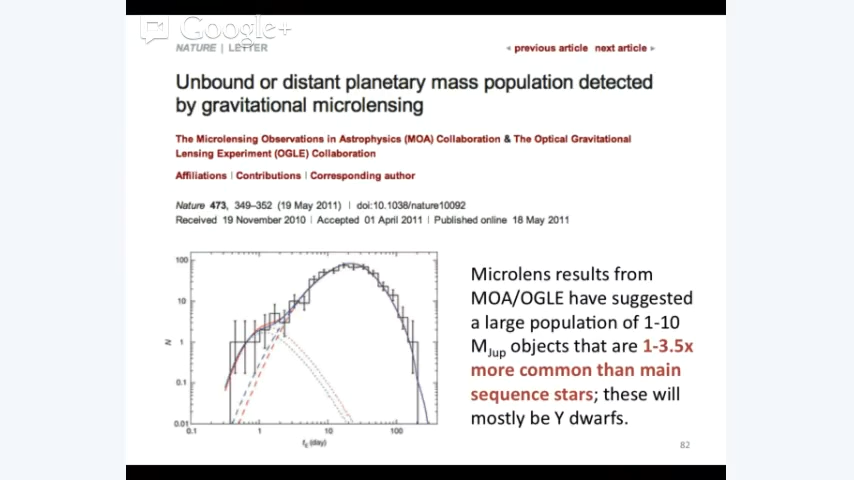 Google+
NATURE | LETTER
◂ previous article next article ▸
Unbound or distant planetary mass population detected
by gravitational microlensing
The Microlensing Observations in Astrophysics (MOA) Collaboration & The Optical Gravitational
Lensing Experiment (OGLE) Collaboration
Affiliations | Contributions | Corresponding author
Nature 473, 349–352 (19 May 2011) | doi:10.1038/nature10092
Received 19 November 2010 | Accepted 01 April 2011 | Published online 18 May 2011
100
10
1
0.1
0.01
N
0.1 1 10 100
tE (day)
Microlens results from
MOA/OGLE have suggested
a large population of 1-10
MJup objects that are 1-3.5x
more common than main
sequence stars; these will
mostly be Y dwarfs.
82